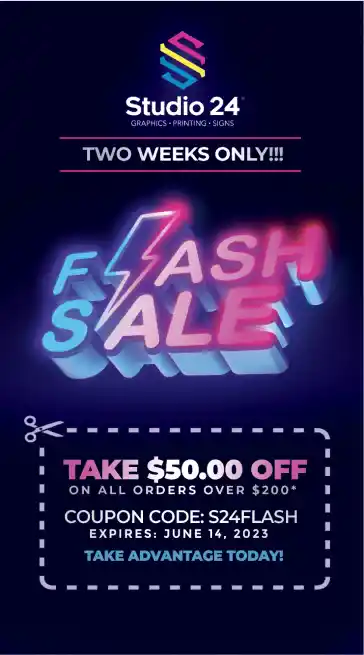 Studio 24
GRAPHICS • PRINTING • SIGNS
TWO WEEKS ONLY!!!
FLASH
SALE
TAKE $50.00 OFF
ON ALL ORDERS OVER $200*
COUPON CODE: S24FLASH
EXPIRES: JUNE 14, 2023
TAKE ADVANTAGE TODAY!